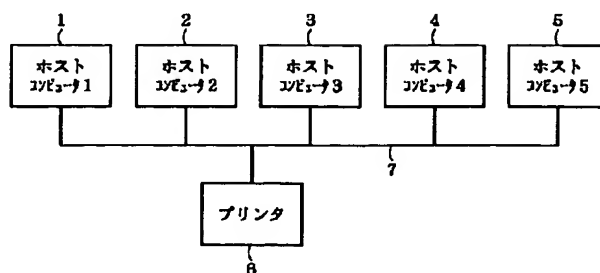 1 2 3 4 5
ホスト ホスト ホスト ホスト ホスト
コンピュータ1 コンピュータ2 コンピュータ3 コンピュータ4 コンピュータ5
7
プリンタ
6